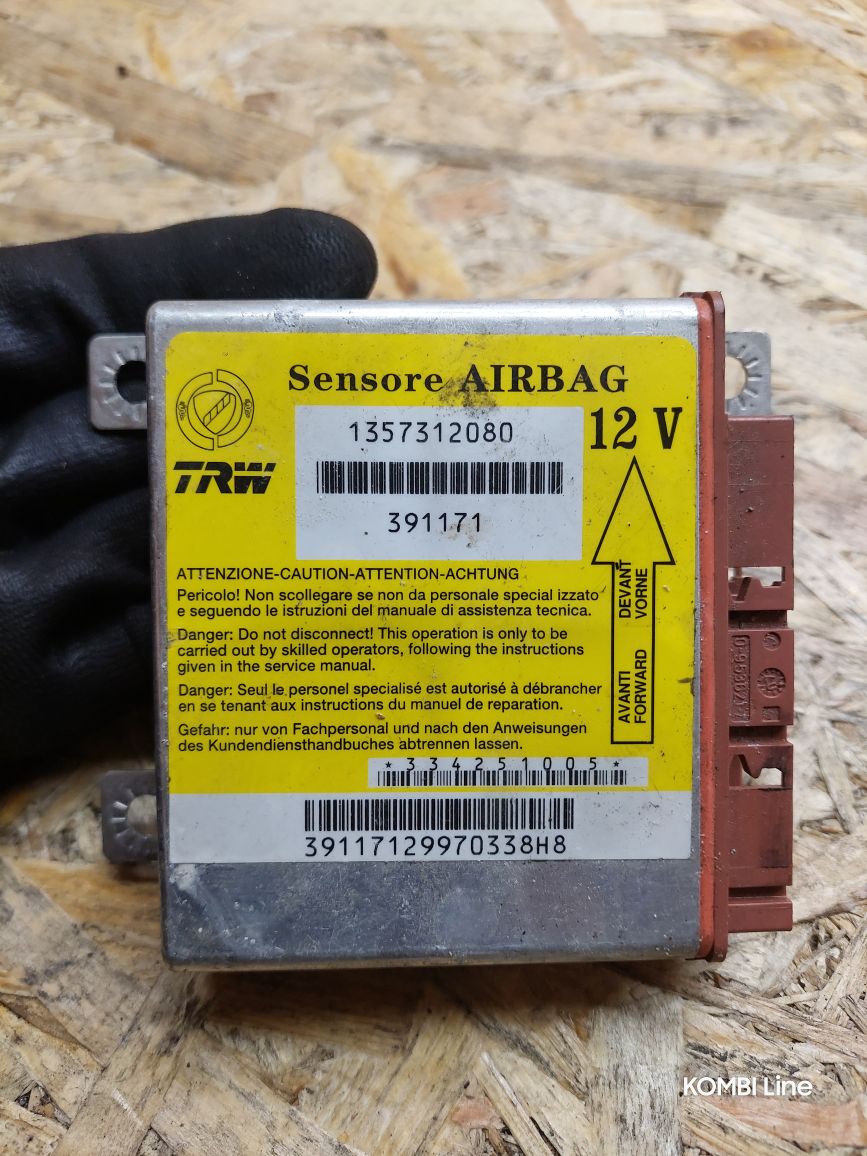 Sensore AIRBAG
1357312080
12 V
TRW
391171
ATTENZIONE-CAUTION-ATTENTION-ACHTUNG
Pericolo! Non scollegare se non da personale special izzato
e seguendo le istruzioni del manuale di assistenza tecnica.
Danger: Do not disconnect! This operation is only to be
carried out by skilled operators, following the instructions
given in the service manual.
Danger: Seul le personel spécialisé est autorisé à débrancher
en se tenant aux instructions du manuel de reparation.
Gefahr: nur von Fachpersonal und nach den Anweisungen
des Kundendiensthandbuches abtrennen lassen.
DEVANT
VORNE
AVANTI
FORWARD
*334251005*
39117129970338H8
KOMBI Line